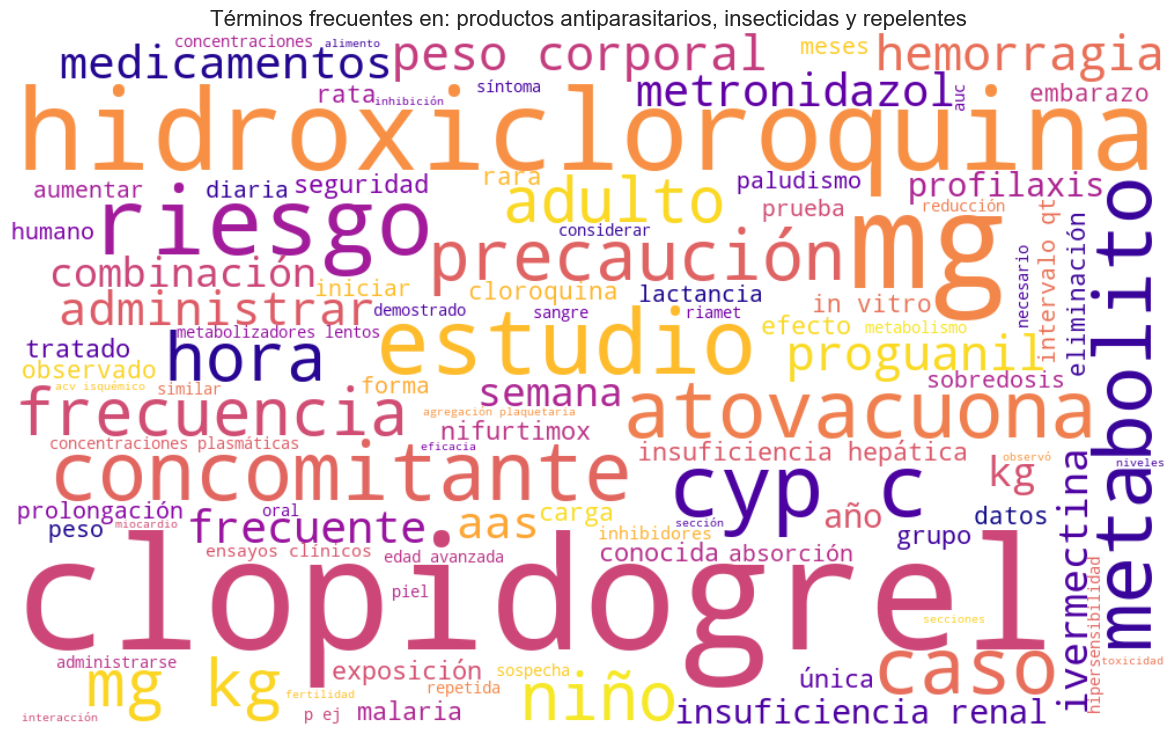 Términos frecuentes en: productos antiparasitarios, insecticidas y repelentes
concentraciones alimento meses
medicamentos peso corporal hemorragia
rata inhibición síntoma metronidazol auc embarazo
hidroxicloroquina
aumentar diaria seguridad rara adulto paludismo profilaxis
humano riesgo considerar prueba reducción
precaución mg intervalo qt eliminación metabolito
combinación iniciar cloroquina lactancia in vitro necesario
administrar demostrado sangre riamet
metabolizadores lentos estudio efecto metabolismo
tratado hora proguanil
observado forma sobredosis
acv isquémico similar semana
frecuencia agregación plaquetaria atovacuona
concentraciones plasmáticas nifurtimox
eficacia insuficiencia hepática observó
concomitante cyp c kg niveles
prolongación oral aas carga año datos
peso miocardio frecuente inhibidores sección grupo
ensayos clínicos edad avanzada conocida absorción
clopidogrel ivermectina hipersensibilidad
piel secciones
administrarse exposición sospecha única caso toxicidad
mg kg fertilidad repetida niño
interacción p ej malaria insuficiencia renal